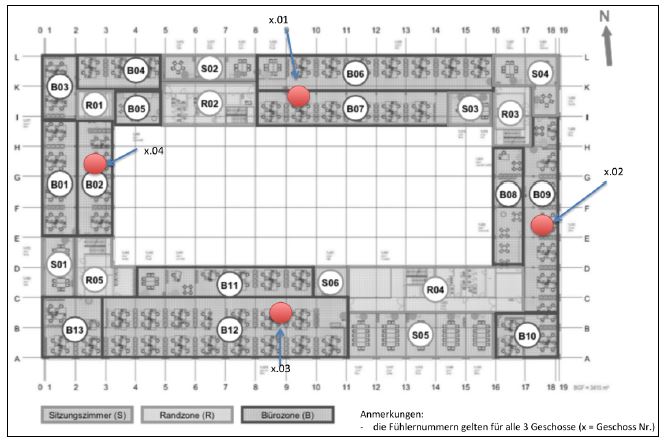 x.01
0 1 2 3 4 5 6 7 8 9 10 11 12 13 14 15 16 17 18 19
N
L L
B04 S02 B06 S04
B03
K K
R01 B05 R02 B07 S03 R03
I I
H H
x.04
x.02
G G
B01 B02 B08 B09
F F
E E
S01 R05
D D
B11 S06 R04
C C
B13 B12 S05 B10
B B
A A
x.03
0 1 2 3 4 5 6 7 8 9 10 11 12 13 14 15 16 17 18 19
BGF = 3410 m²
Sitzungszimmer (S) Randzone (R) Bürozone (B)
Anmerkungen:
- die Fühlernummern gelten für alle 3 Geschosse (x = Geschoss Nr.)